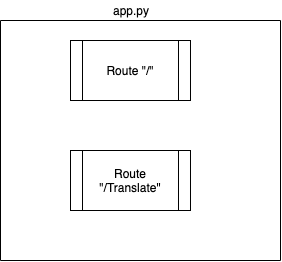 app.py
Route "/"
Route
"/Translate"